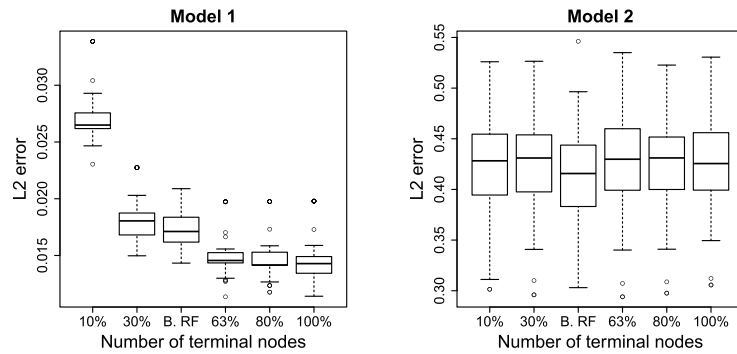 Model 1
L2 error
0.030
0.025
0.020
0.015
10% 30% B. RF 63% 80% 100%
Number of terminal nodes
Model 2
L2 error
0.55
0.50
0.45
0.40
0.35
0.30
10% 30% B. RF 63% 80% 100%
Number of terminal nodes